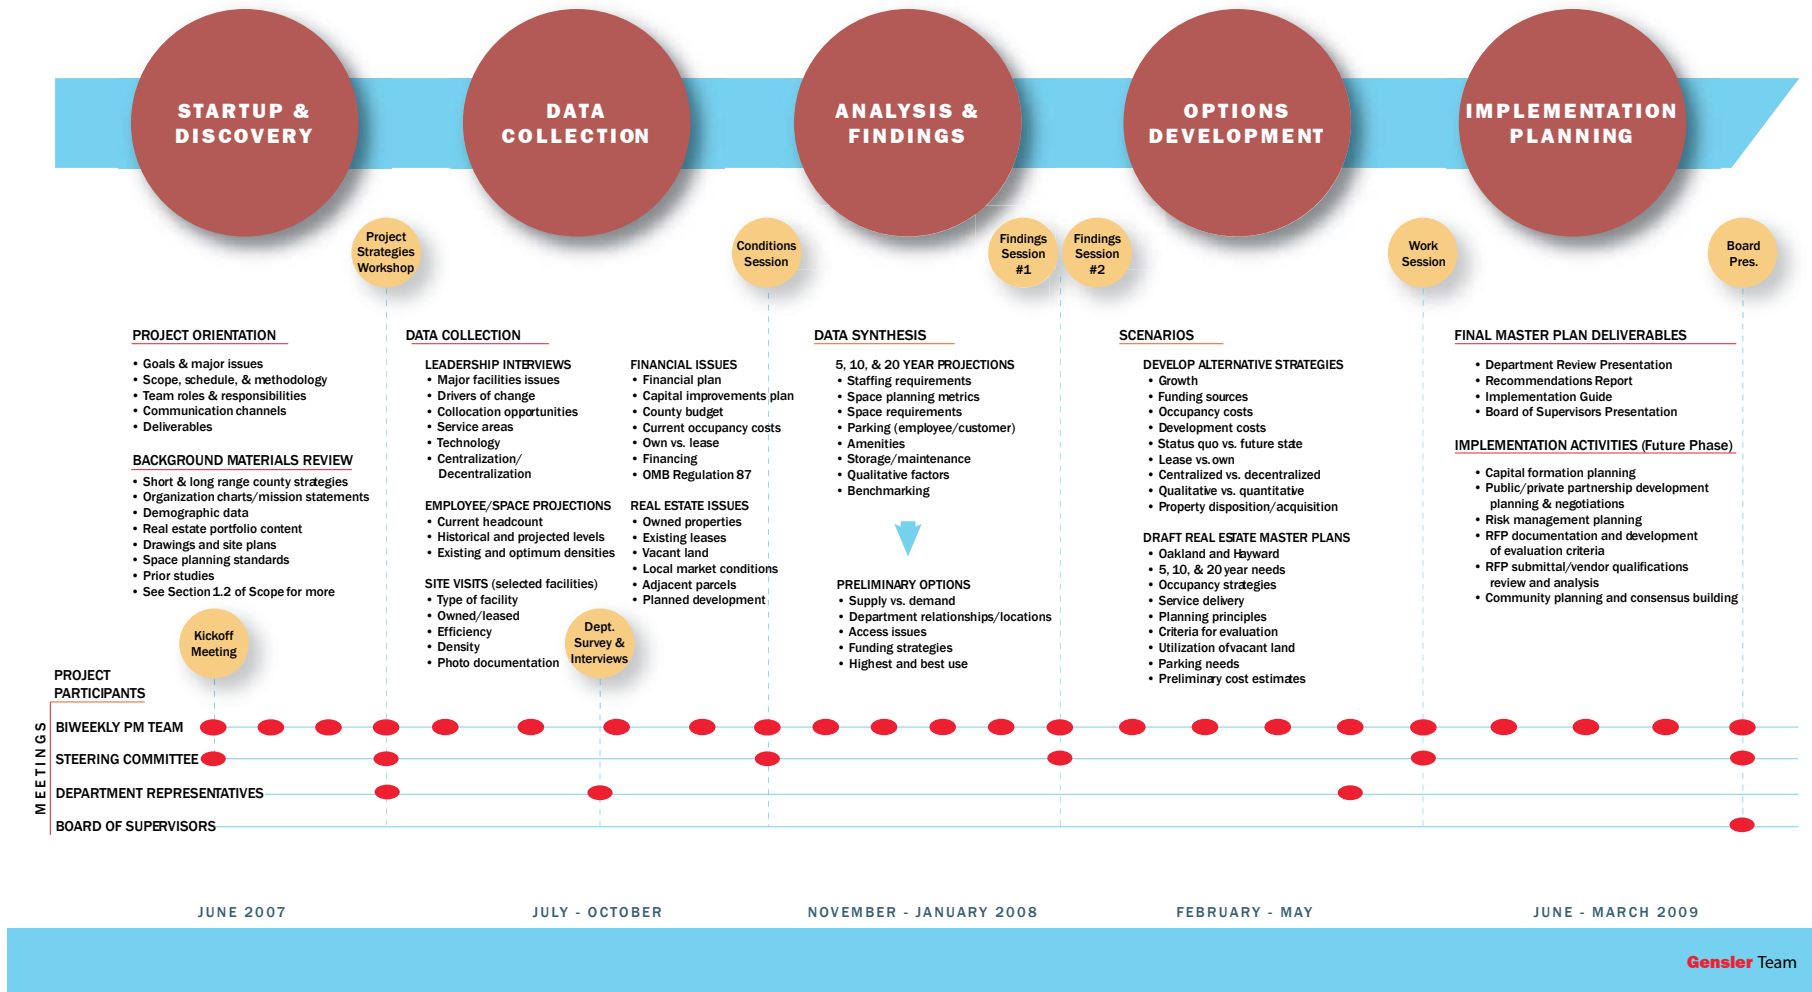 STARTUP &
DISCOVERY
DATA
COLLECTION
ANALYSIS &
FINDINGS
OPTIONS
DEVELOPMENT
IMPLEMENTATION
PLANNING
Project
Strategies
Workshop
Conditions
Session
Findings
Session
#1
Findings
Session
#2
Work
Session
Board
Pres.
PROJECT ORIENTATION
• Goals & major issues
• Scope, schedule, & methodology
• Team roles & responsibilities
• Communication channels
• Deliverables
BACKGROUND MATERIALS REVIEW
• Short & long range county strategies
• Organization charts/mission statements
• Demographic data
• Real estate portfolio content
• Drawings and site plans
• Space planning standards
• Prior studies
• See Section 1.2 of Scope for more
Kickoff
Meeting
DATA COLLECTION
LEADERSHIP INTERVIEWS
• Major facilities issues
• Drivers of change
• Collocation opportunities
• Service areas
• Technology
• Centralization/
Decentralization
EMPLOYEE/SPACE PROJECTIONS
• Current headcount
• Historical and projected levels
• Existing and optimum densities
SITE VISITS (selected facilities)
• Type of facility
• Owned/leased
• Efficiency
• Density
• Photo documentation
FINANCIAL ISSUES
• Financial plan
• Capital improvements plan
• County budget
• Current occupancy costs
• Own vs. lease
• Financing
• OMB Regulation 87
REAL ESTATE ISSUES
• Owned properties
• Existing leases
• Vacant land
• Local market conditions
• Adjacent parcels
• Planned development
Dept.
Survey &
Interviews
DATA SYNTHESIS
5, 10, & 20 YEAR PROJECTIONS
• Staffing requirements
• Space planning metrics
• Space requirements
• Parking (employee/customer)
• Amenities
• Storage/maintenance
• Qualitative factors
• Benchmarking
PRELIMINARY OPTIONS
• Supply vs. demand
• Department relationships/locations
• Access issues
• Funding strategies
• Highest and best use
SCENARIOS
DEVELOP ALTERNATIVE STRATEGIES
• Growth
• Funding sources
• Occupancy costs
• Development costs
• Status quo vs. future state
• Lease vs. own
• Centralized vs. decentralized
• Qualitative vs. quantitative
• Property disposition/acquisition
DRAFT REAL ESTATE MASTER PLANS
• Oakland and Hayward
• 5, 10, & 20 year needs
• Occupancy strategies
• Service delivery
• Planning principles
• Criteria for evaluation
• Utilization ofvacant land
• Parking needs
• Preliminary cost estimates
FINAL MASTER PLAN DELIVERABLES
• Department Review Presentation
• Recommendations Report
• Implementation Guide
• Board of Supervisors Presentation
IMPLEMENTATION ACTIVITIES (Future Phase)
• Capital formation planning
• Public/private partnership development
planning & negotiations
• Risk management planning
• RFP documentation and development
of evaluation criteria
• RFP submittal/vendor qualifications
review and analysis
• Community planning and consensus building
PROJECT
PARTICIPANTS
MEETINGS
BIWEEKLY PM TEAM
STEERING COMMITTEE
DEPARTMENT REPRESENTATIVES
BOARD OF SUPERVISORS
JUNE 2007
JULY - OCTOBER
NOVEMBER - JANUARY 2008
FEBRUARY - MAY
JUNE - MARCH 2009
Gensler Team